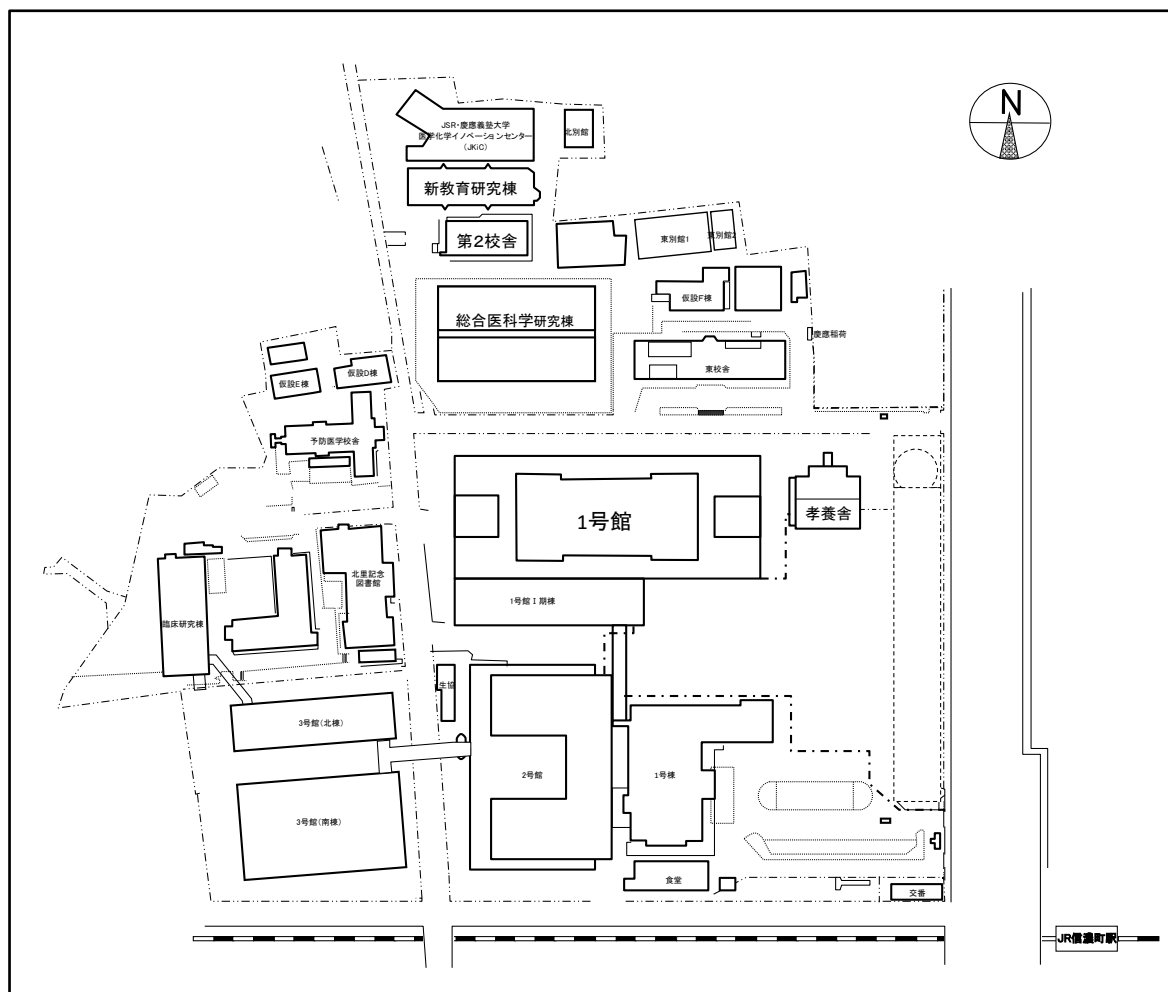 N
JSR・慶應義塾大学
医学化学イノベーションセンター
(JKiC)
北別館
新教育研究棟
第2校舎
東別館1
東別館2
総合医科学研究棟
仮設F棟
慶應稲荷
東校舎
仮設E棟
仮設D棟
予防医学校舎
1号館
孝養舎
北里記念
図書館
1号館Ⅰ期棟
臨床研究棟
生協
3号館(北棟)
2号館
1号棟
3号館(南棟)
食堂
交番
JR信濃町駅